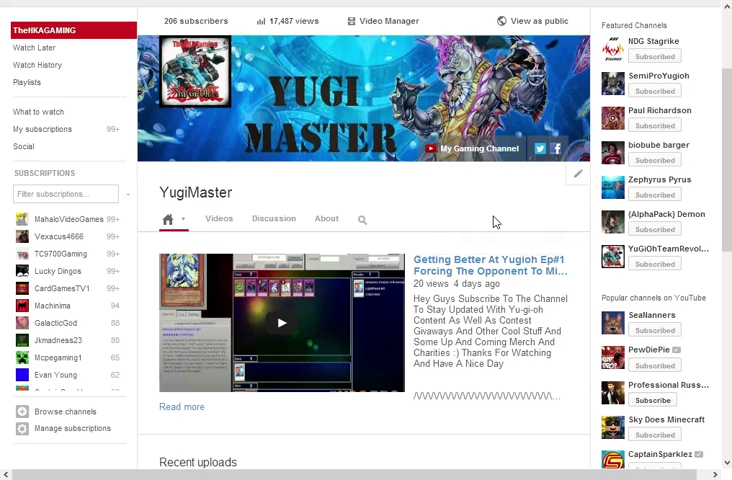 206 subscribers
17,487 views
Video Manager
View as public
TheHKAGAMING
Watch Later
Watch History
Playlists
What to watch
My subscriptions 99+
Social
SUBSCRIPTIONS
Filter subscriptions...
MahaloVideoGames 99+
Vexacus4666 99+
TC9700Gaming 99+
Lucky Dingos 99+
CardGamesTV1 99+
Machinima 94
GalacticGod 88
Jkmadness23 80
Mcpegaming1 65
Evan Young 62
Browse channels
Manage subscriptions
TheHKAGaming
YUGI
MASTER
My Gaming Channel
YugiMaster
Videos
Discussion
About
Getting Better At Yugioh Ep#1
Forcing The Opponent To Mi...
20 views 4 days ago
Hey Guys Subscribe To The Channel
To Stay Updated With Yu-gi-oh
Content As Well As Contest
Givaways And Other Cool Stuff And
Some Up And Coming Merch And
Charities :) Thanks For Watching
And Have A Nice Day
/\/\/\/\/\/\/\/\/\/\/\/\/\/\/\/\/\/\/\/\/\/\/\/\...
Read more
Recent uploads
Featured Channels
NDG Stagrike
Subscribed
SemiProYugioh
Subscribed
Paul Richardson
Subscribed
biobube barger
Subscribed
Zephyrus Pyrus
Subscribed
(AlphaPack) Demon
Subscribed
YuGiOhTeamRevol...
Subscribed
Popular channels on YouTube
SeaNanners
Subscribed
PewDiePie
Subscribed
Professional Russ...
Subscribe
Sky Does Minecraft
Subscribed
CaptainSparklez
Subscribed